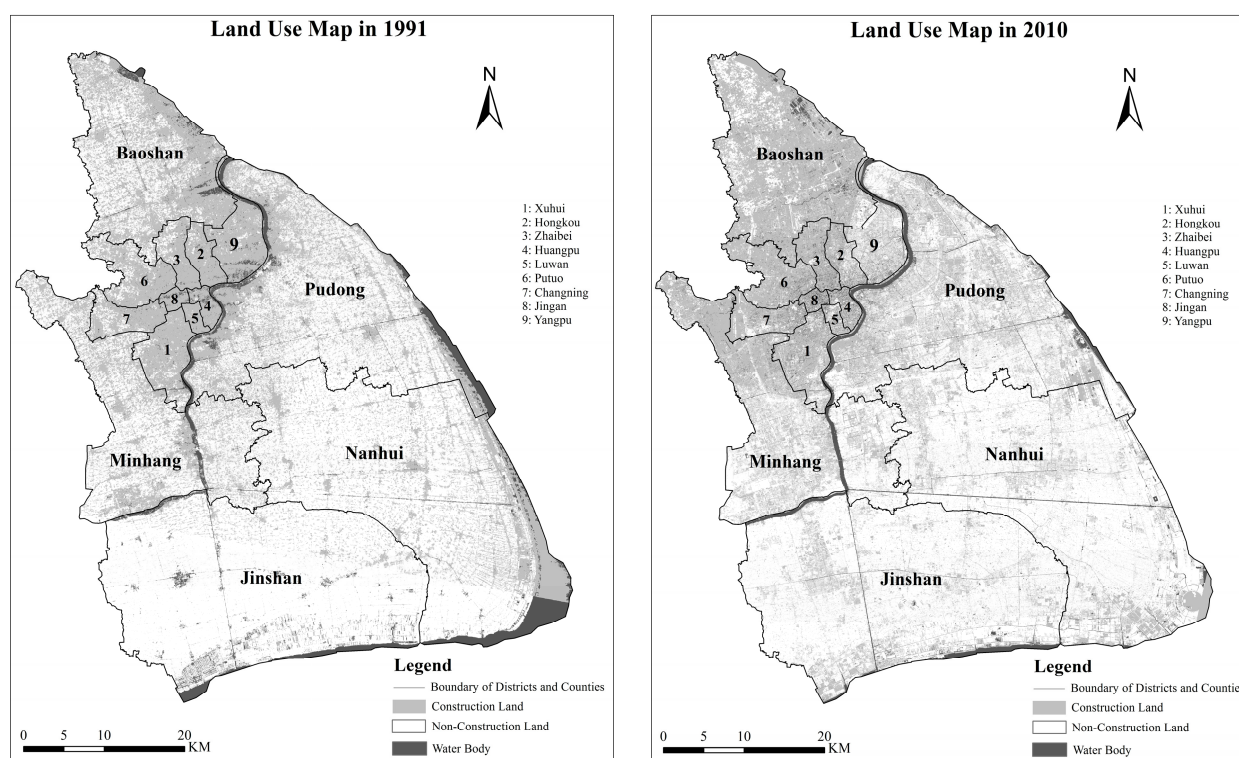 Land Use Map in 1991
N
Baoshan
1: Xuhui
2: Hongkou
3: Zhaibei
4: Huangpu
5: Luwan
6: Putuo
7: Changning
8: Jingan
9: Yangpu
3
2
9
6
8
4
7
5
1
Pudong
Minhang
Nanhui
Jinshan
Legend
Boundary of Districts and Counties
Construction Land
Non-Construction Land
Water Body
0 5 10 20
KM
Land Use Map in 2010
N
Baoshan
1: Xuhui
2: Hongkou
3: Zhaibei
4: Huangpu
5: Luwan
6: Putuo
7: Changning
8: Jingan
9: Yangpu
3
2
9
6
8
4
7
5
1
Pudong
Minhang
Nanhui
Jinshan
Legend
Boundary of Districts and Counties
Construction Land
Non-Construction Land
Water Body
0 5 10 20
KM